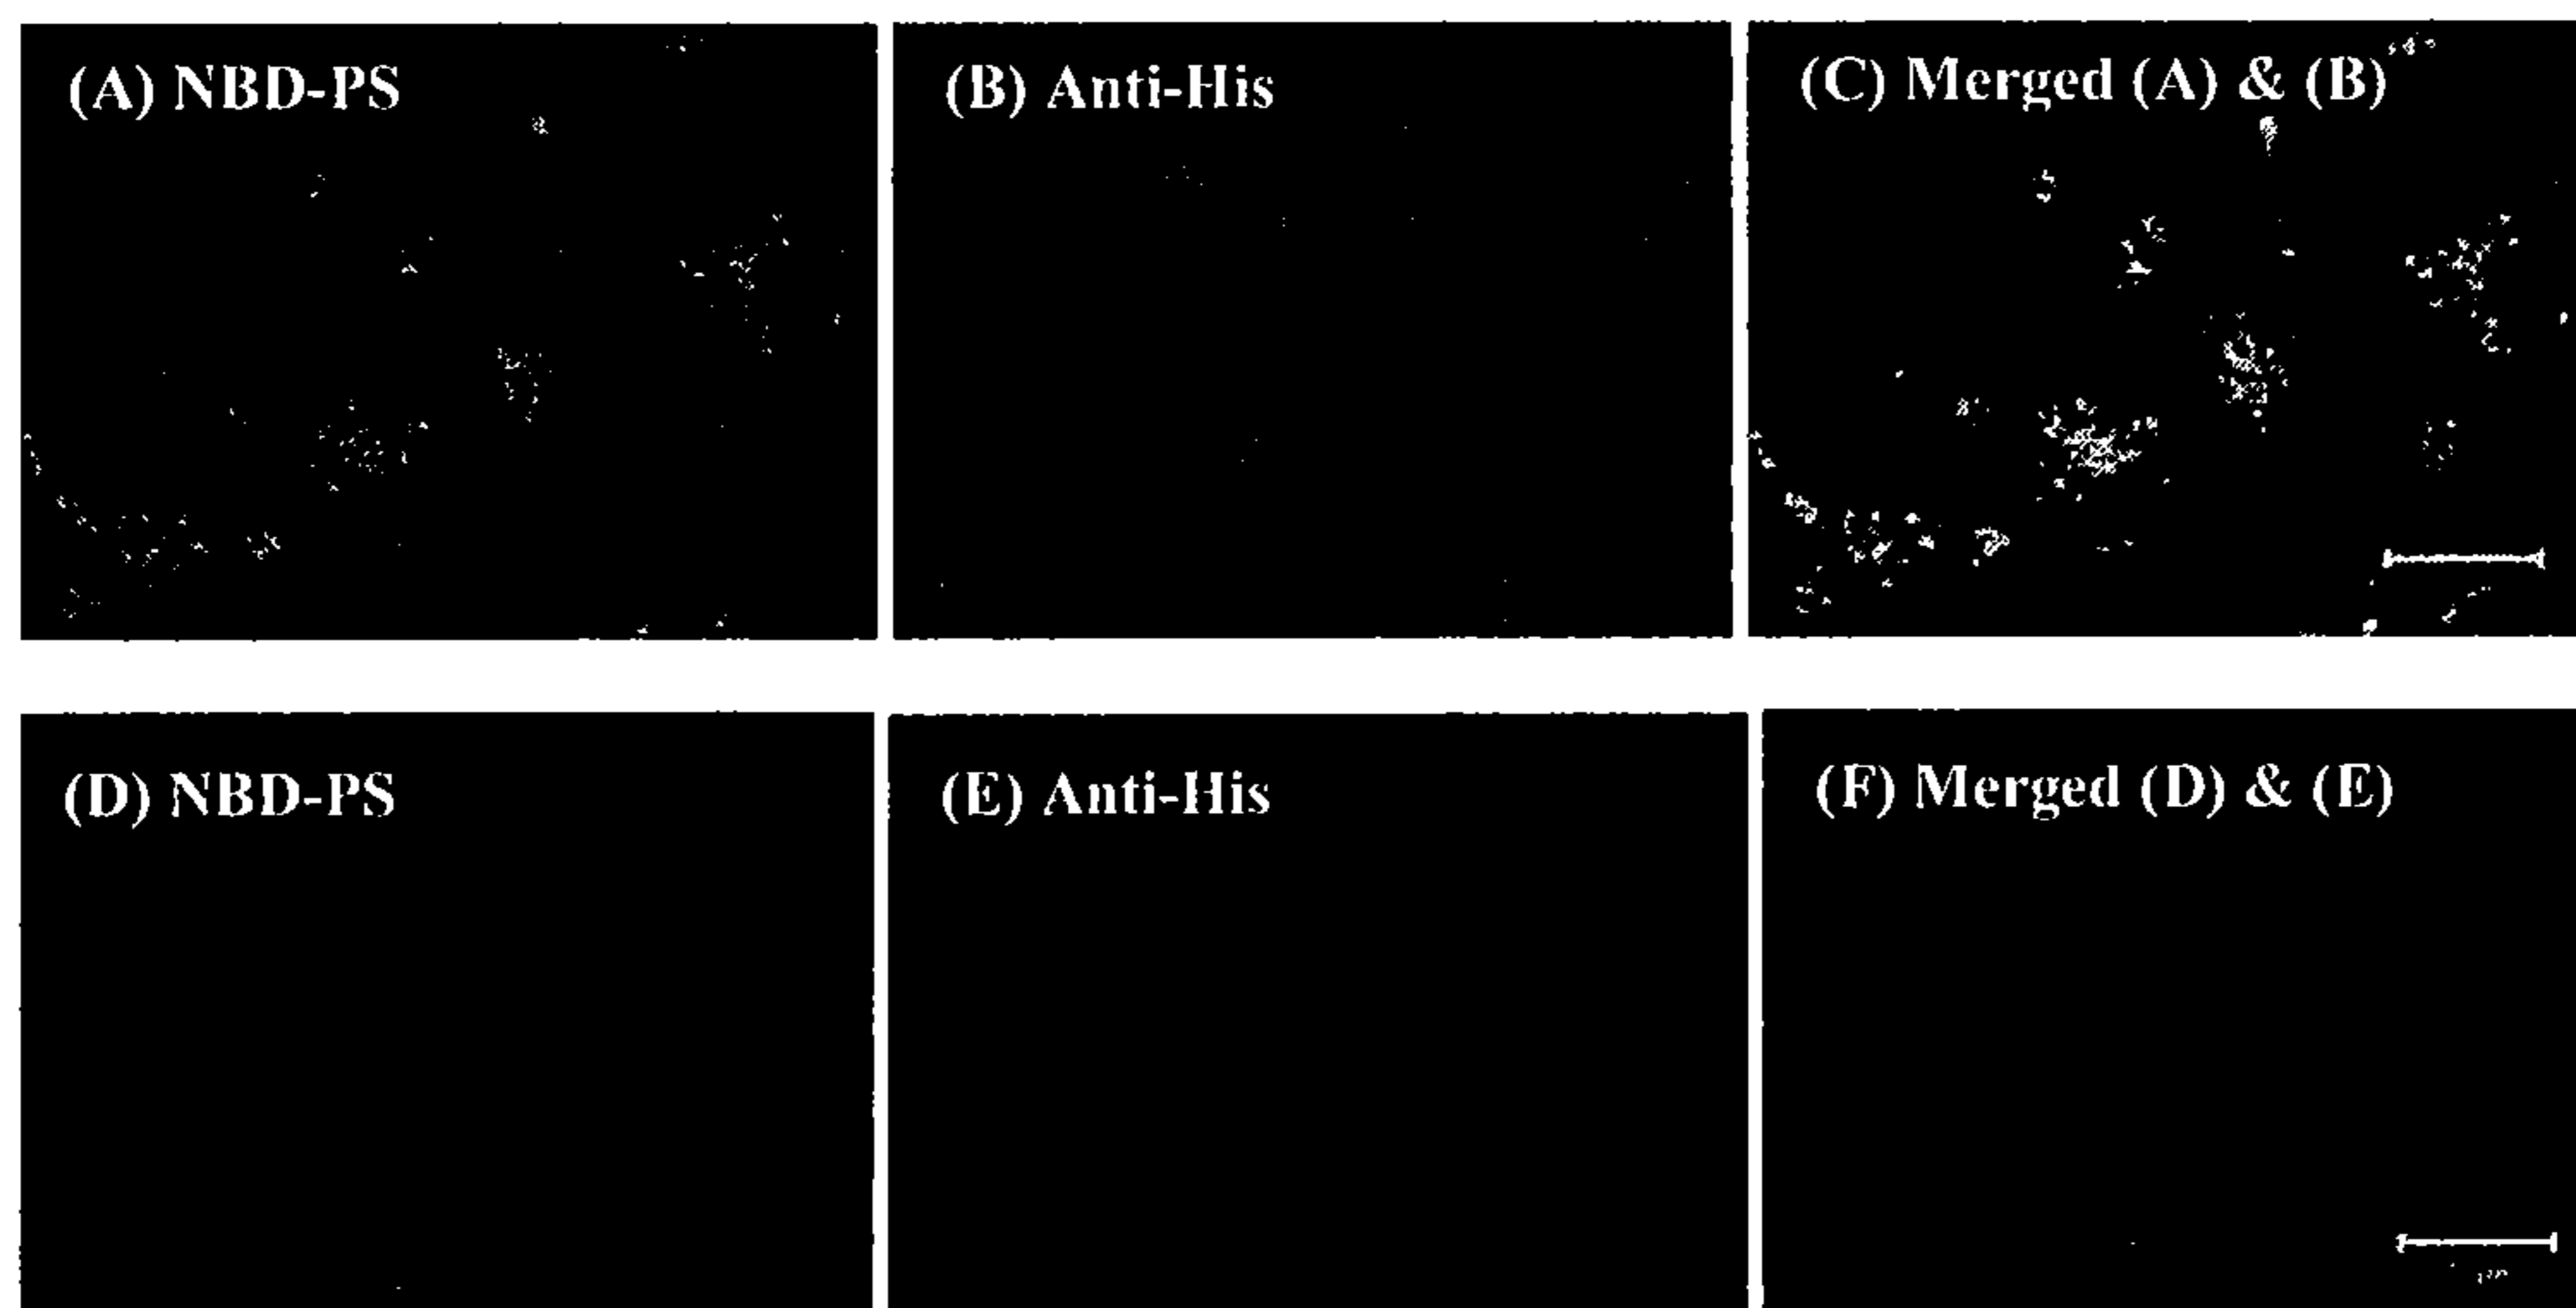 (A) NBD-PS
(B) Anti-His
(C) Merged (A) & (B)
(D) NBD-PS
(E) Anti-His
(F) Merged (D) & (E)